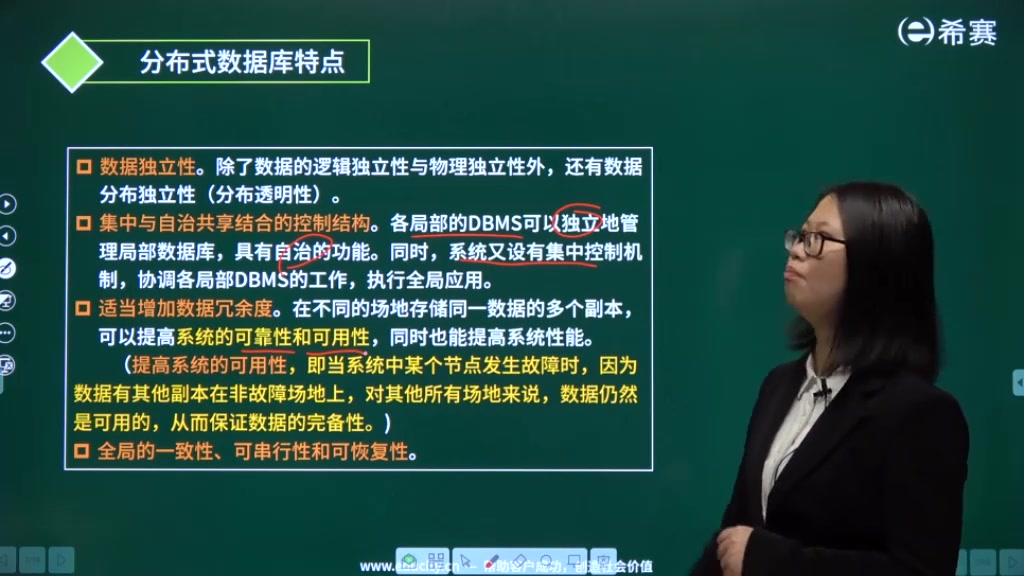 希赛
分布式数据库特点
数据独立性。除了数据的逻辑独立性与物理独立性外，还有数据
分布独立性（分布透明性）。
集中与自治共享结合的控制结构。各局部的DBMS可以独立地管
理局部数据库，具有自治的功能。同时，系统又设有集中控制机
制，协调各局部DBMS的工作，执行全局应用。
适当增加数据冗余度。在不同的场地存储同一数据的多个副本，
可以提高系统的可靠性和可用性，同时也能提高系统性能。
（提高系统的可用性，即当系统中某个节点发生故障时，因为
数据有其他副本在非故障场地上，对其他所有场地来说，数据仍然
是可用的，从而保证数据的完备性。)
全局的一致性、可串行性和可恢复性。
帮助客户成功，创造社会价值